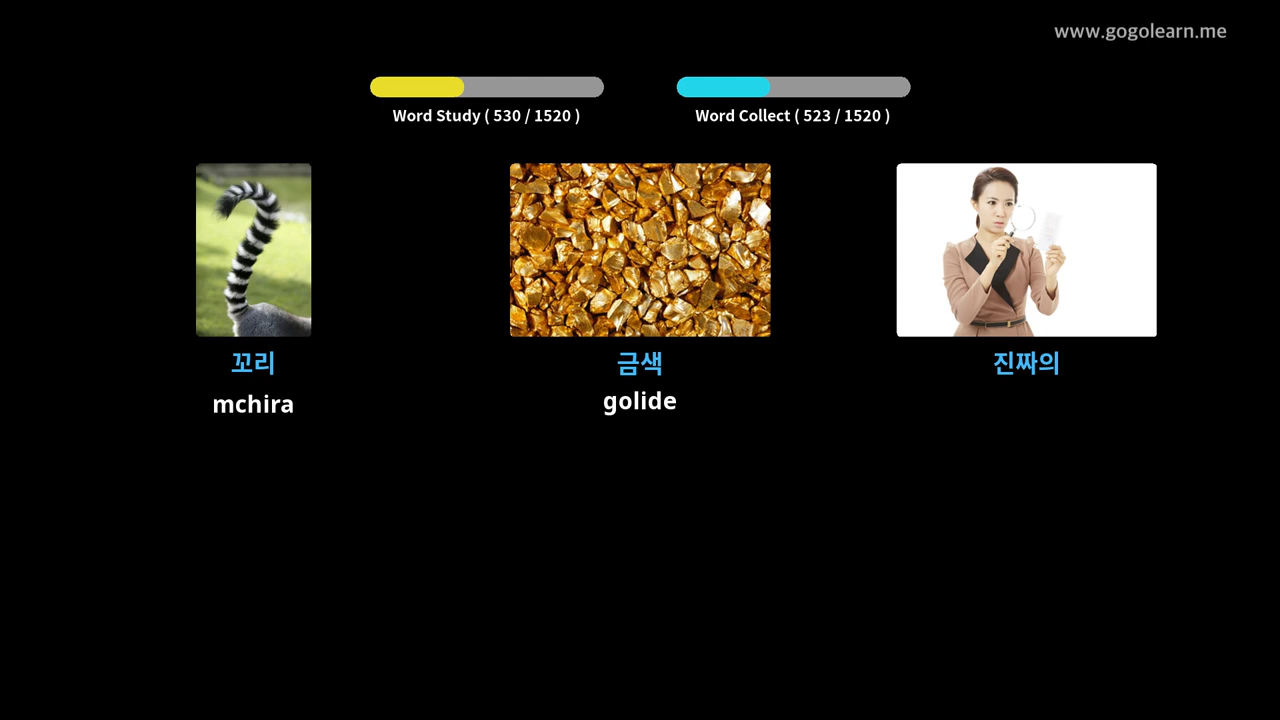 www.gogolearn.me
Word Study ( 530 / 1520 )
Word Collect ( 523 / 1520 )
꼬리
금색
진짜의
mchira
golide